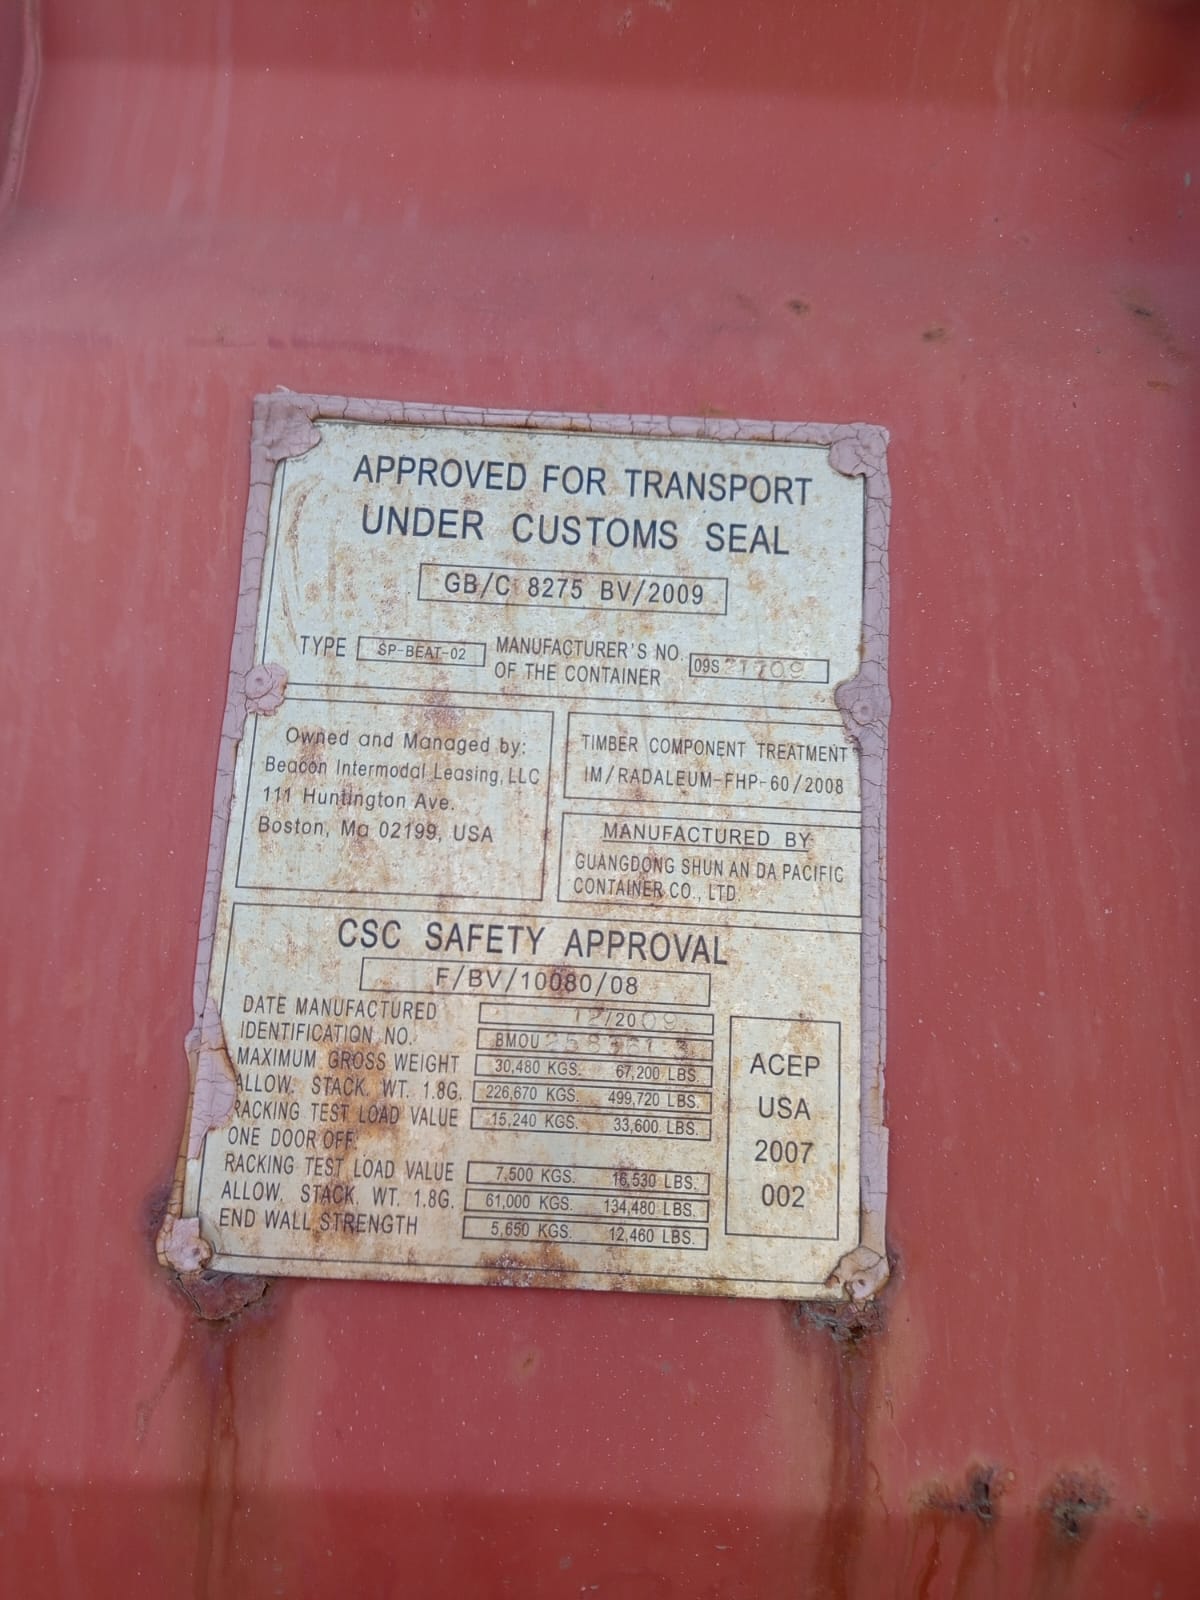 APPROVED FOR TRANSPORT
UNDER CUSTOMS SEAL
GB/C 8275 BV/2009
TYPE SP-BEAT-02 MANUFACTURER'S NO.
OF THE CONTAINER 09S
Owned and Managed by:
Beacon Intermodal Leasing, LLC
111 Huntington Ave.
Boston, Ma 02199, USA
TIMBER COMPONENT TREATMENT
IM/RADALEUM-FHP-60/2008
MANUFACTURED BY
GUANGDONG SHUN AN DA PACIFIC
CONTAINER CO., LTD.
CSC SAFETY APPROVAL
F/BV/10080/08
DATE MANUFACTURED 12/2009
IDENTIFICATION NO. BMOU
MAXIMUM GROSS WEIGHT 30,480 KGS. 67,200 LBS.
ALLOW. STACK. WT. 1.8G. 226,670 KGS. 499,720 LBS.
RACKING TEST LOAD VALUE 15,240 KGS. 33,600 LBS.
ONE DOOR OFF:
RACKING TEST LOAD VALUE 7,500 KGS. 16,530 LBS.
ALLOW. STACK. WT. 1.8G. 61,000 KGS. 134,480 LBS.
END WALL STRENGTH 5,650 KGS. 12,460 LBS.
ACEP
USA
2007
002